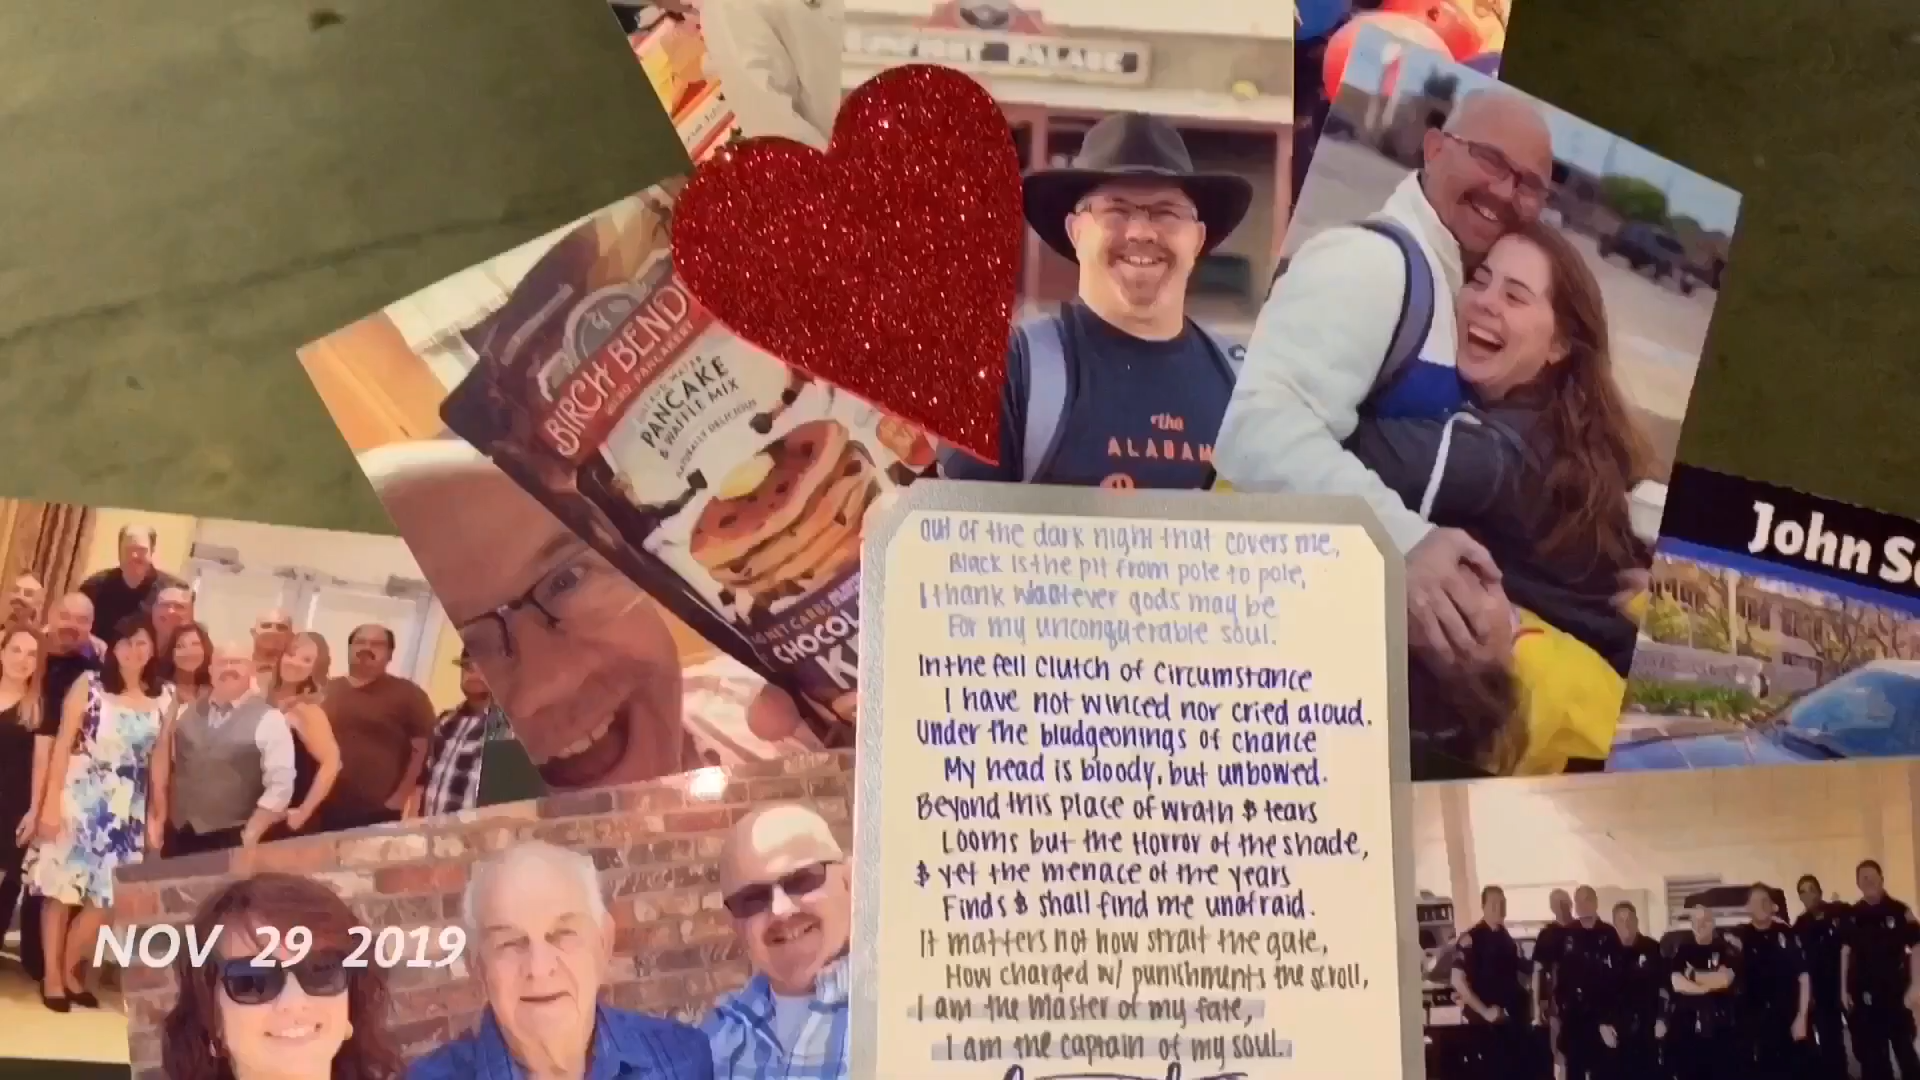 BIRCH BENDE
PANCAKE
& WAFFLE MIX
NATURALLY DELICIOUS
CHOCOL
the
ALABAM
John S
out of the dark night that covers me,
Black is the pit from pole to pole,
I thank whatever gods may be
For my unconquerable soul.
In the fell clutch of circumstance
I have not winced nor cried aloud.
Under the bludgeonings of chance
My head is bloody, but unbowed.
Beyond this place of wrath $ tears
Looms but the Horror of the shade,
$ yet the menace of the years
Finds $ shall find me unafraid.
It matters not how strait the gate,
How charged w/ punishments the scroll,
I am the master of my fate,
I am the captain of my soul.
NOV 29 2019